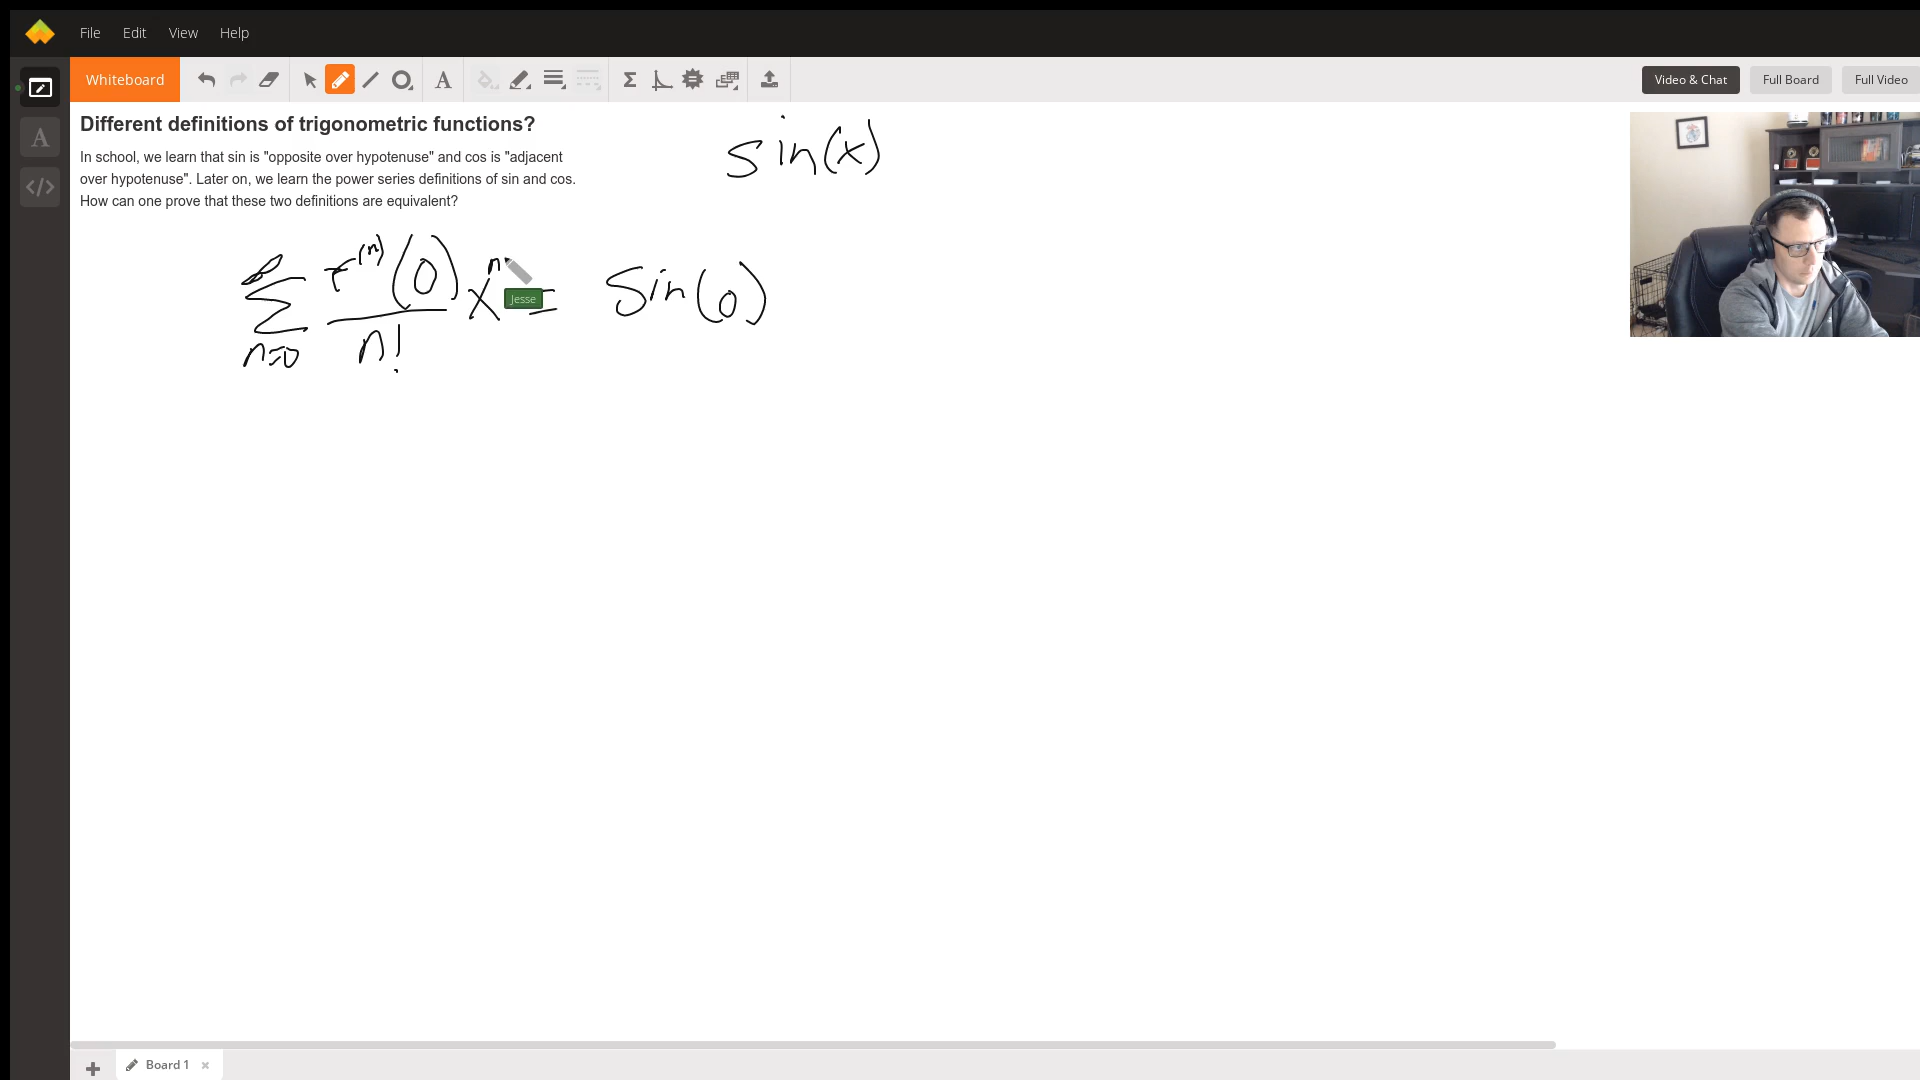 File Edit View Help
Whiteboard
A
Σ
Video & Chat
Full Board
Full Video
A
</>
Different definitions of trigonometric functions?
In school, we learn that sin is "opposite over hypotenuse" and cos is "adjacent
over hypotenuse". Later on, we learn the power series definitions of sin and cos.
How can one prove that these two definitions are equivalent?
sin(x)
∑ f^(n)(0) x^n = Sin(0)
n=0 n!
Jesse
+
Board 1 ×